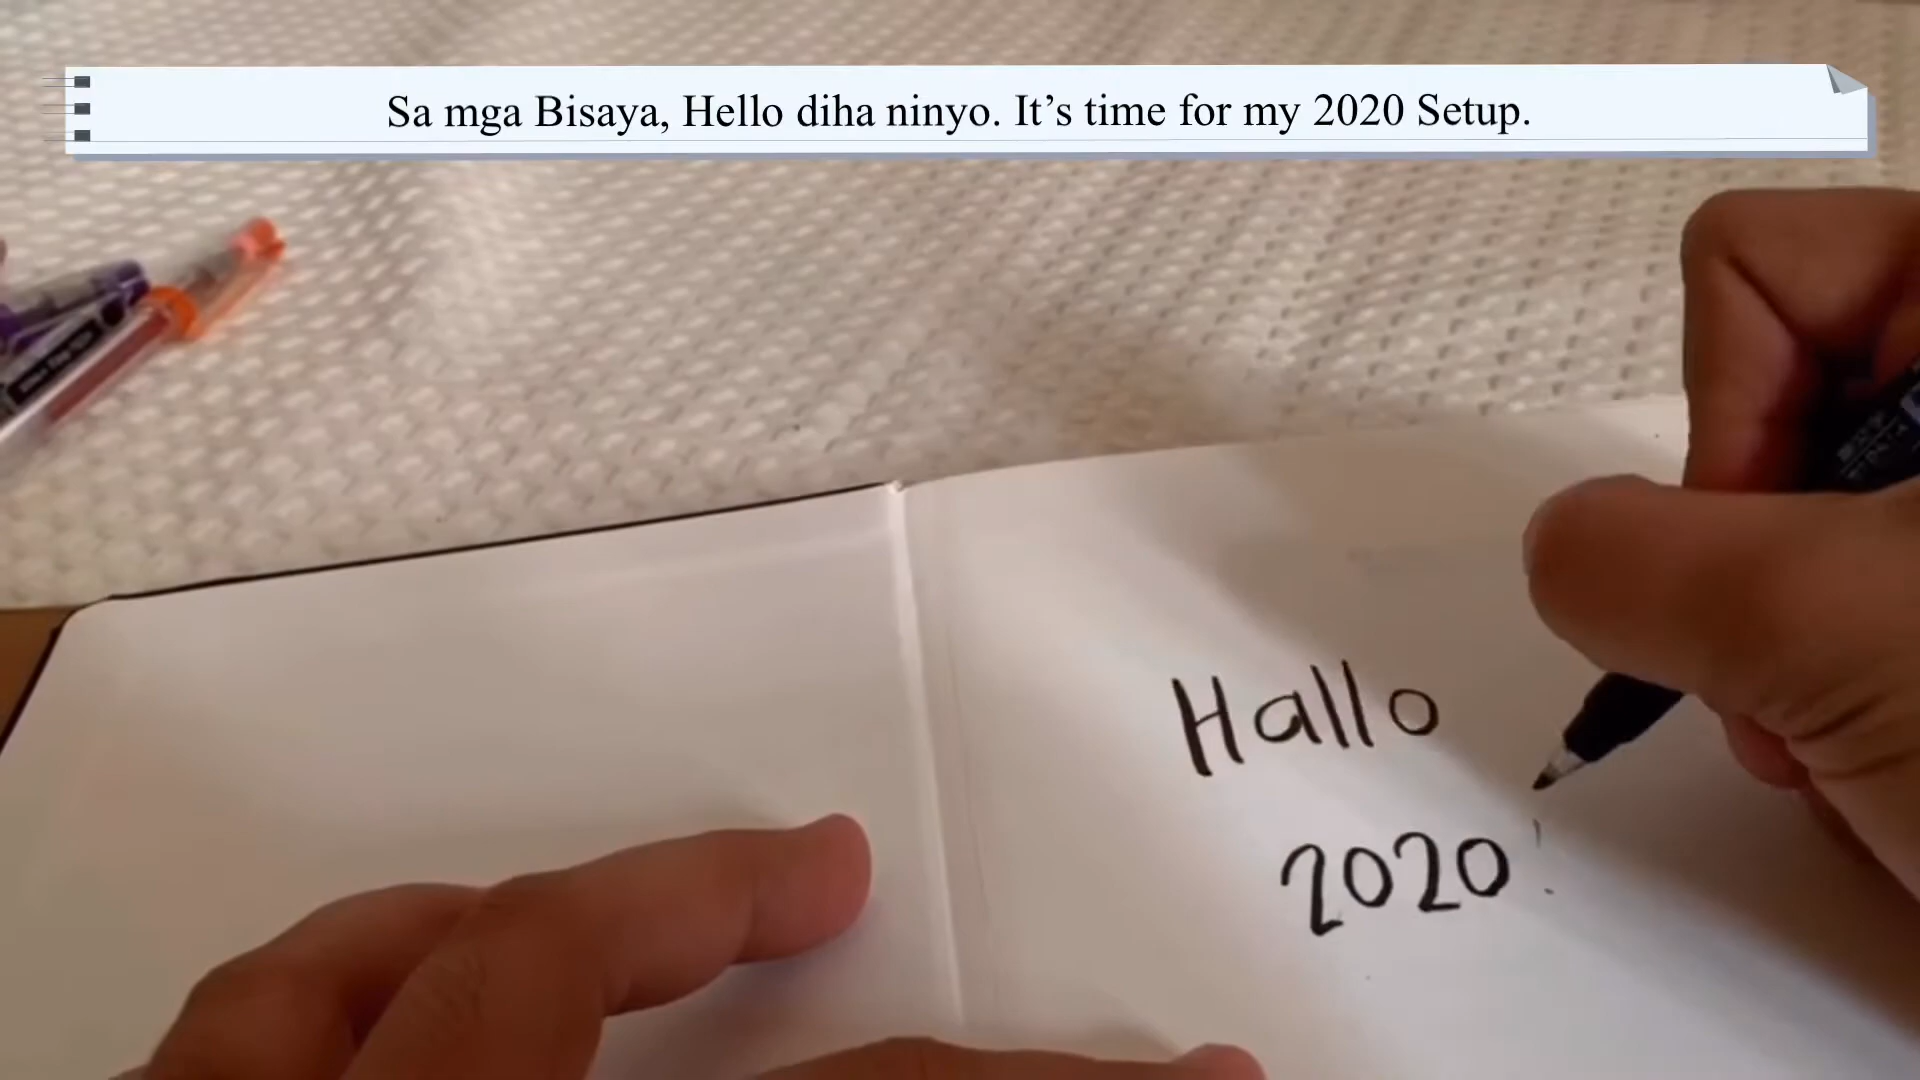 Sa mga Bisaya, Hello diha ninyo. It’s time for my 2020 Setup.
Hallo
2020!